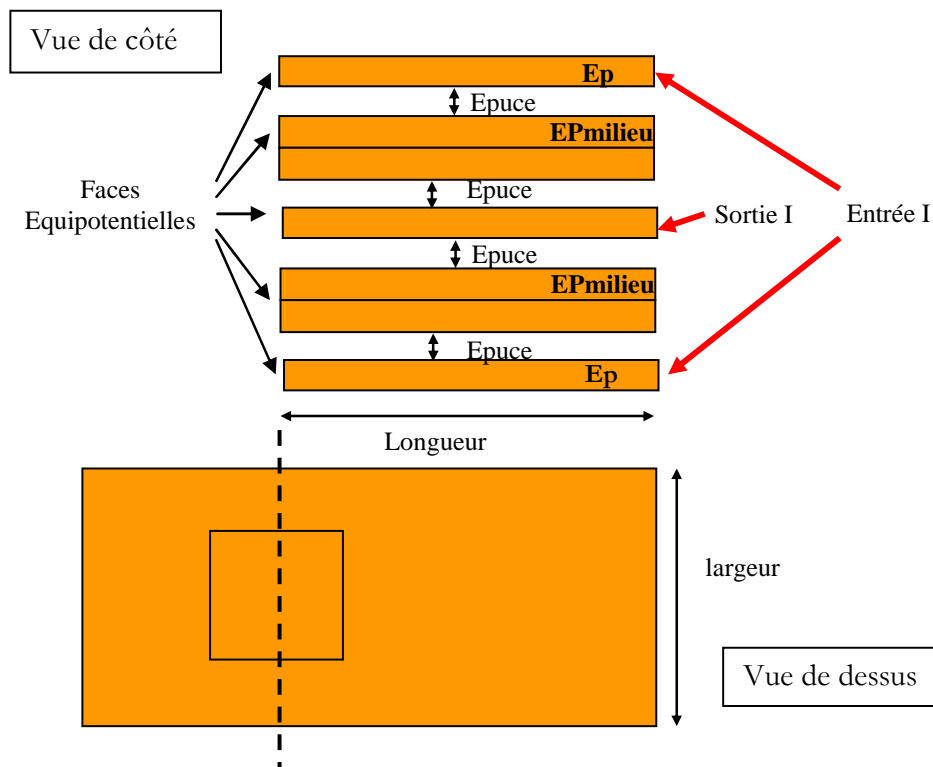 Vue de côté
Ep
Epuce
EPmilieu
Epuce
Faces
Equipotentielles
Sortie I
Entrée I
Epuce
EPmilieu
Epuce
Ep
Longueur
largeur
Vue de dessus